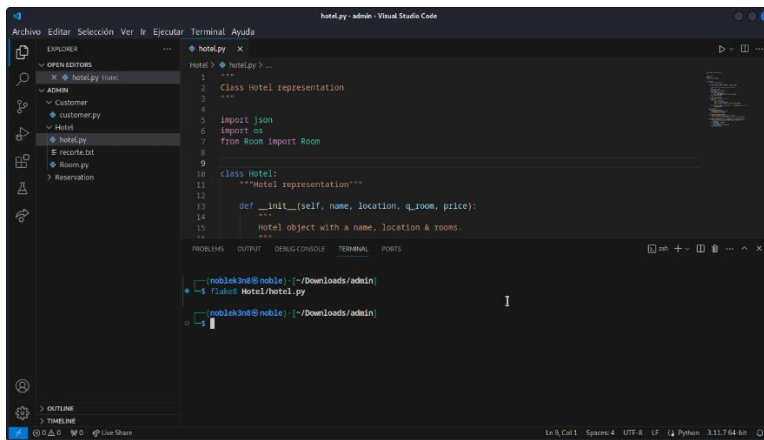 hotel.py - admin - Visual Studio Code
Archivo Editar Selección Ver Ir Ejecutar Terminal Ayuda
EXPLORER ...
OPEN EDITORS
hotel.py Hotel
ADMIN
Customer
customer.py
Hotel
hotel.py
recorte.txt
Room.py
Reservation
OUTLINE
TIMELINE
hotel.py
Hotel > hotel.py > ...
1 """
2 Class Hotel representation
3 """
4
5 import json
6 import os
7 from Room import Room
8
9
10 class Hotel:
11 """Hotel representation"""
12
13 def __init__(self, name, location, q_room, price):
14 """
15 Hotel object with a name, location & rooms.
PROBLEMS OUTPUT DEBUG CONSOLE TERMINAL PORTS
zsh
(noblek3n8㉿noble)-[~/Downloads/admin]
$ flake8 Hotel/hotel.py
(noblek3n8㉿noble)-[~/Downloads/admin]
$
0 0 0 Live Share
Ln 9, Col 1 Spaces: 4 UTF-8 LF Python 3.11.7 64-bit